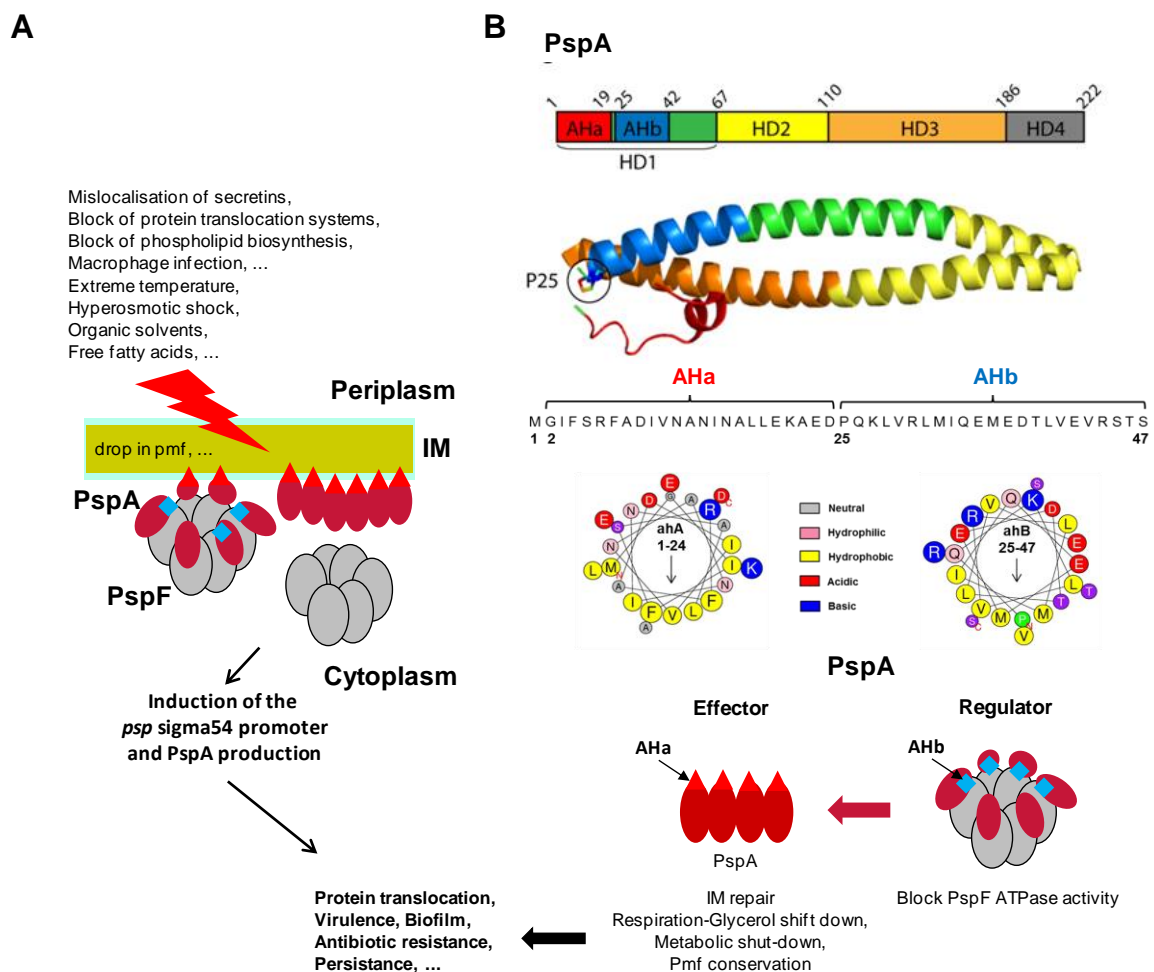 A
Mislocalisation of secretins,
Block of protein translocation systems,
Block of phospholipid biosynthesis,
Macrophage infection, ...
Extreme temperature,
Hyperosmotic shock,
Organic solvents,
Free fatty acids, ...
Periplasm
drop in pmf, ...
IM
PspA
PspF
Cytoplasm
Induction of the
psp sigma54 promoter
and PspA production
Protein translocation,
Virulence, Biofilm,
Antibiotic resistance,
Persistance, ...
B
PspA
1 19 25 42 67 110 186 222
AHa AHb HD2 HD3 HD4
HD1
P25
AHa AHb
M G I F S R F A D I V N A N I N A L L E K A E D P Q K L V R L M I Q E M E D T L V E V R S T S
1 2 25 47
ahA
1-24
E G A R D C A I I K N F L V F A I A M N L N S E N D
Neutral
Hydrophilic
Hydrophobic
Acidic
Basic
ahB
25-47
Q K S D L E E L T T M P N V M V S C L I Q R E R V
PspA
Effector Regulator
AHa
AHb
PspA
IM repair
Respiration-Glycerol shift down,
Metabolic shut-down,
Pmf conservation
Block PspF ATPase activity